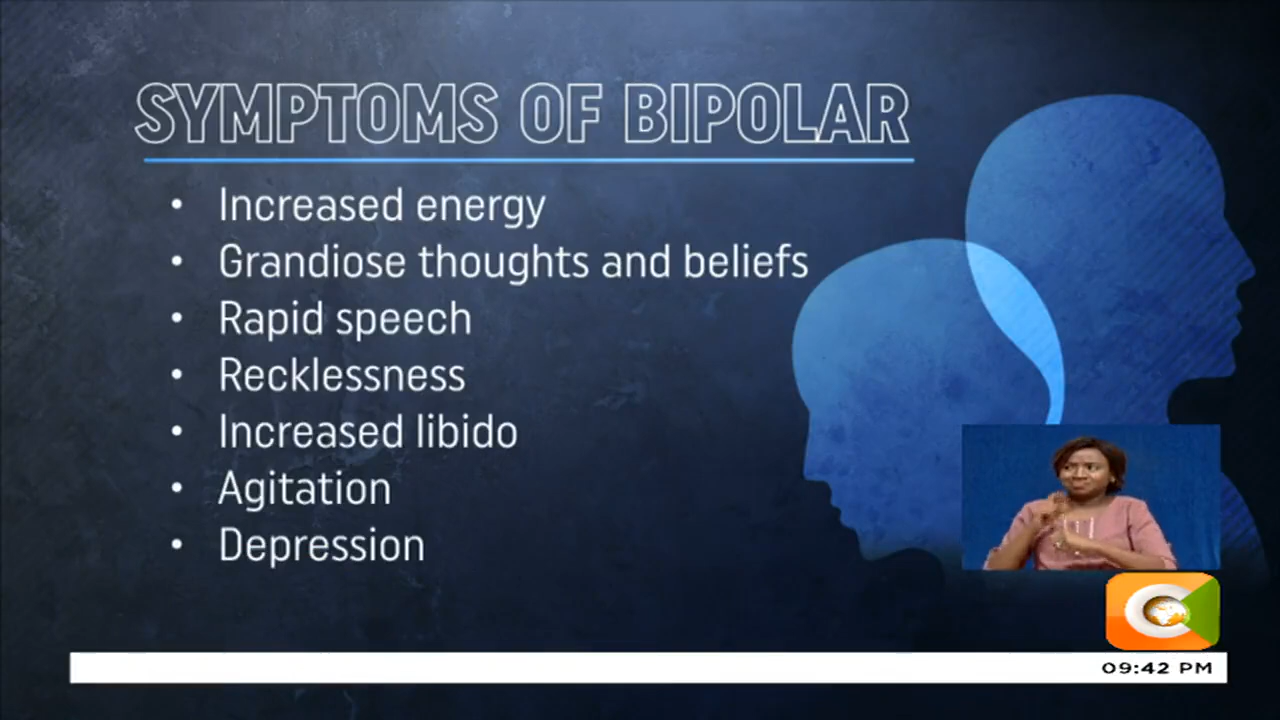 SYMPTOMS OF BIPOLAR
• Increased energy
• Grandiose thoughts and beliefs
• Rapid speech
• Recklessness
• Increased libido
• Agitation
• Depression
09:42 PM